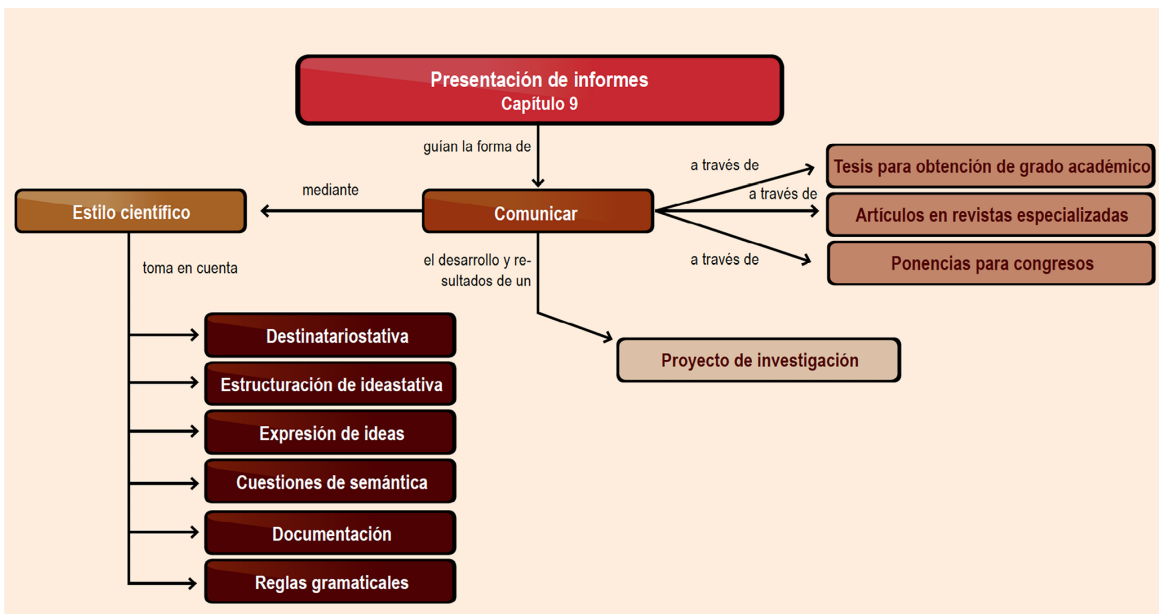 Presentación de informes
Capítulo 9
guían la forma de
mediante
Comunicar
Estilo científico
a través de
Tesis para obtención de grado académico
a través de
Artículos en revistas especializadas
a través de
Ponencias para congresos
toma en cuenta
el desarrollo y re-
sultados de un
Proyecto de investigación
Destinatariostativa
Estructuración de ideastativa
Expresión de ideas
Cuestiones de semántica
Documentación
Reglas gramaticales